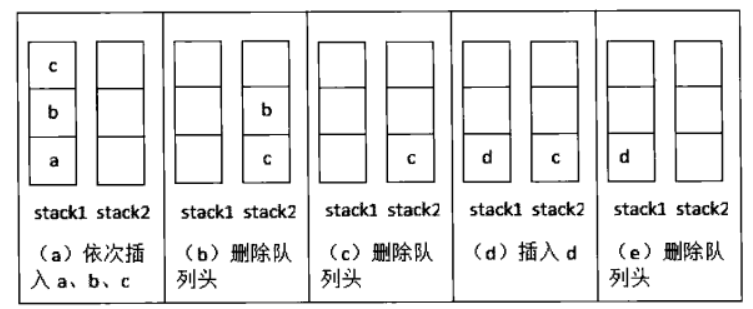 c
b
a
stack1 stack2
（a）依次插
入 a、b、c
b
c
stack1 stack2
（b）删除队
列头
c
stack1 stack2
（c）删除队
列头
d
c
stack1 stack2
（d）插入 d
d
stack1 stack2
（e）删除队
列头